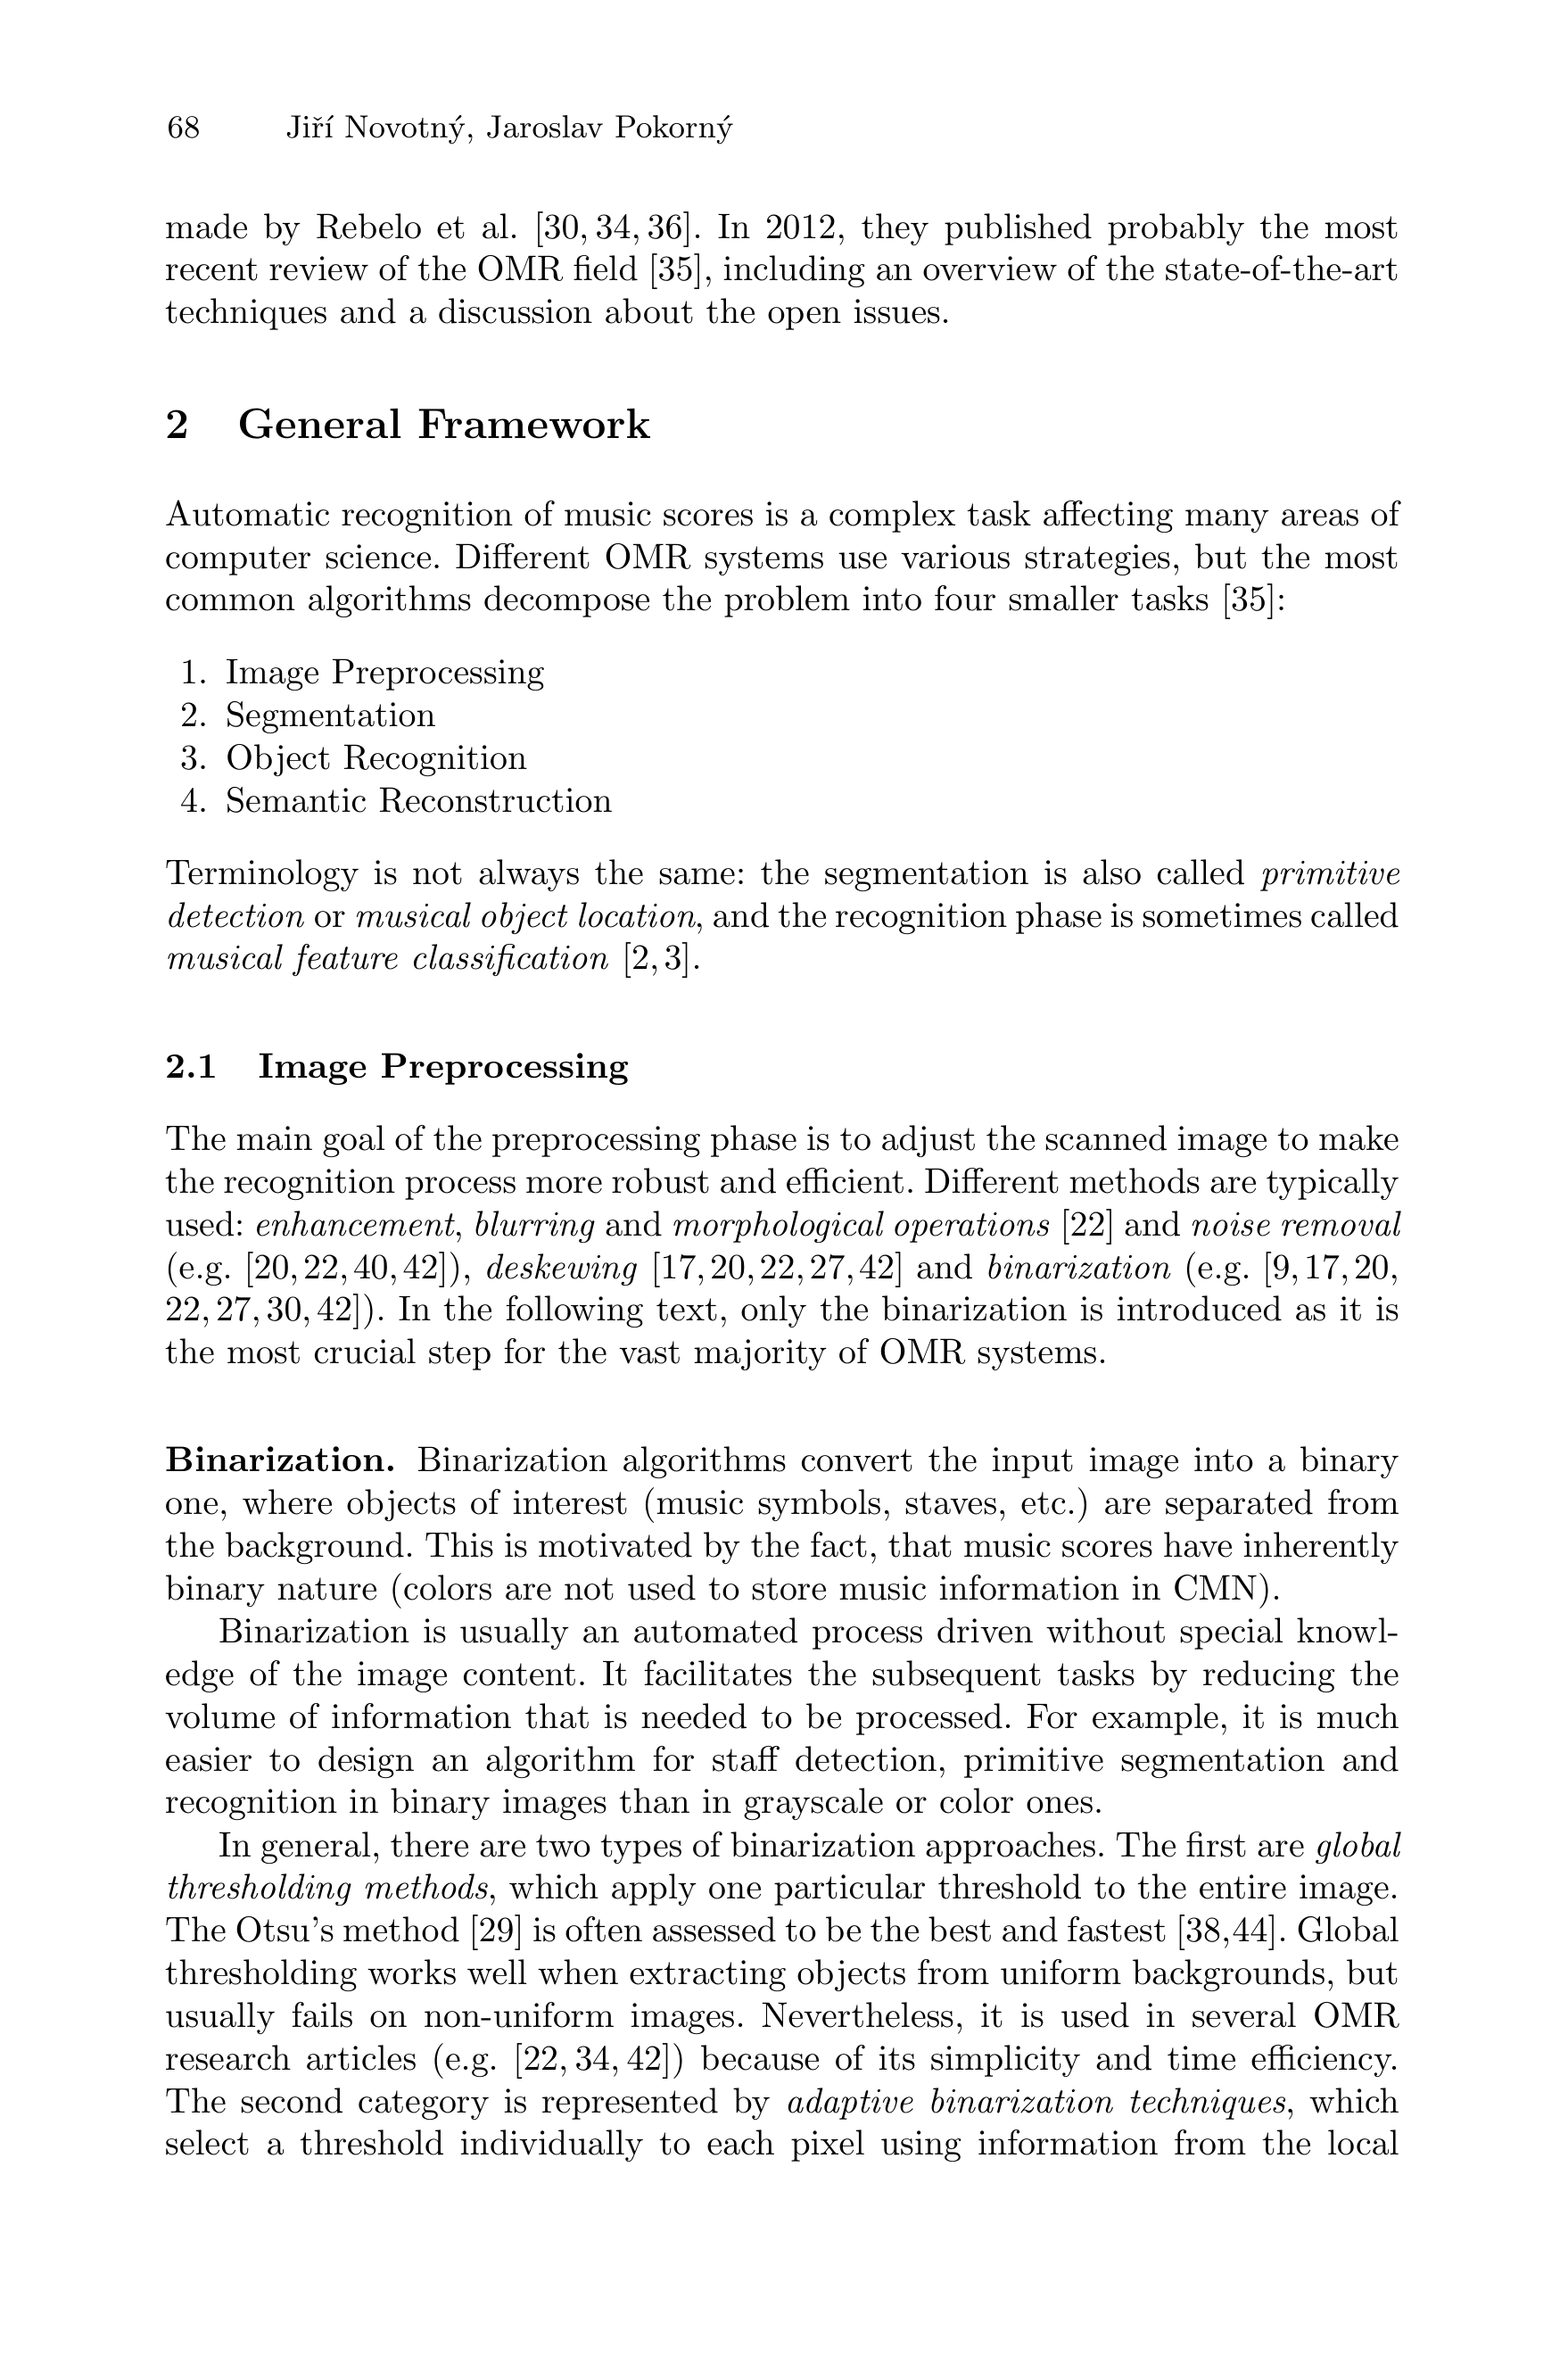 68 Jiří Novotný, Jaroslav Pokorný
made by Rebelo et al. [30, 34, 36]. In 2012, they published probably the most
recent review of the OMR field [35], including an overview of the state-of-the-art
techniques and a discussion about the open issues.
2 General Framework
Automatic recognition of music scores is a complex task affecting many areas of
computer science. Different OMR systems use various strategies, but the most
common algorithms decompose the problem into four smaller tasks [35]:
1. Image Preprocessing
2. Segmentation
3. Object Recognition
4. Semantic Reconstruction
Terminology is not always the same: the segmentation is also called primitive
detection or musical object location, and the recognition phase is sometimes called
musical feature classification [2, 3].
2.1 Image Preprocessing
The main goal of the preprocessing phase is to adjust the scanned image to make
the recognition process more robust and efficient. Different methods are typically
used: enhancement, blurring and morphological operations [22] and noise removal
(e.g. [20, 22, 40, 42]), deskewing [17, 20, 22, 27, 42] and binarization (e.g. [9, 17, 20,
22, 27, 30, 42]). In the following text, only the binarization is introduced as it is
the most crucial step for the vast majority of OMR systems.
Binarization. Binarization algorithms convert the input image into a binary
one, where objects of interest (music symbols, staves, etc.) are separated from
the background. This is motivated by the fact, that music scores have inherently
binary nature (colors are not used to store music information in CMN).
Binarization is usually an automated process driven without special knowl-
edge of the image content. It facilitates the subsequent tasks by reducing the
volume of information that is needed to be processed. For example, it is much
easier to design an algorithm for staff detection, primitive segmentation and
recognition in binary images than in grayscale or color ones.
In general, there are two types of binarization approaches. The first are global
thresholding methods, which apply one particular threshold to the entire image.
The Otsu's method [29] is often assessed to be the best and fastest [38,44]. Global
thresholding works well when extracting objects from uniform backgrounds, but
usually fails on non-uniform images. Nevertheless, it is used in several OMR
research articles (e.g. [22, 34, 42]) because of its simplicity and time efficiency.
The second category is represented by adaptive binarization techniques, which
select a threshold individually to each pixel using information from the local